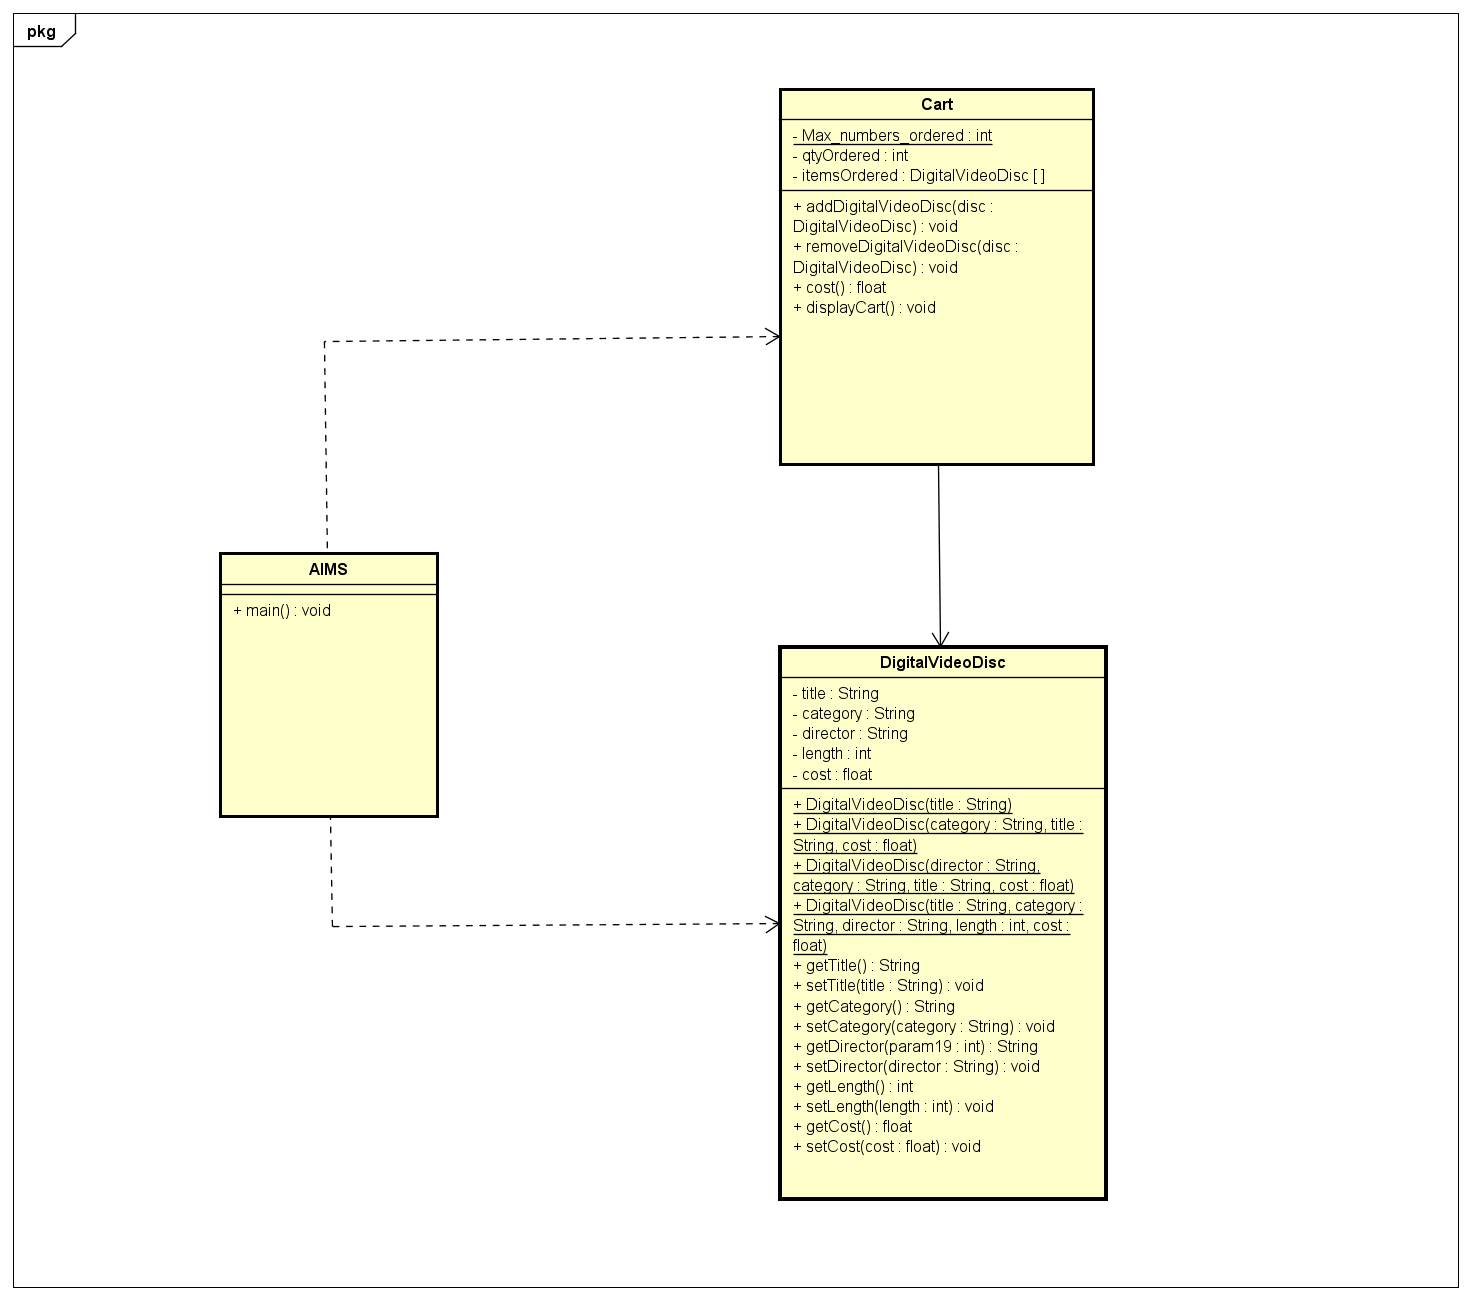 pkg
Cart
- Max_numbers_ordered : int
- qtyOrdered : int
- itemsOrdered : DigitalVideoDisc [ ]
+ addDigitalVideoDisc(disc :
DigitalVideoDisc) : void
+ removeDigitalVideoDisc(disc :
DigitalVideoDisc) : void
+ cost() : float
+ displayCart() : void
AIMS
+ main() : void
DigitalVideoDisc
- title : String
- category : String
- director : String
- length : int
- cost : float
+ DigitalVideoDisc(title : String)
+ DigitalVideoDisc(category : String, title :
String, cost : float)
+ DigitalVideoDisc(director : String,
category : String, title : String, cost : float)
+ DigitalVideoDisc(title : String, category :
String, director : String, length : int, cost :
float)
+ getTitle() : String
+ setTitle(title : String) : void
+ getCategory() : String
+ setCategory(category : String) : void
+ getDirector(param19 : int) : String
+ setDirector(director : String) : void
+ getLength() : int
+ setLength(length : int) : void
+ getCost() : float
+ setCost(cost : float) : void